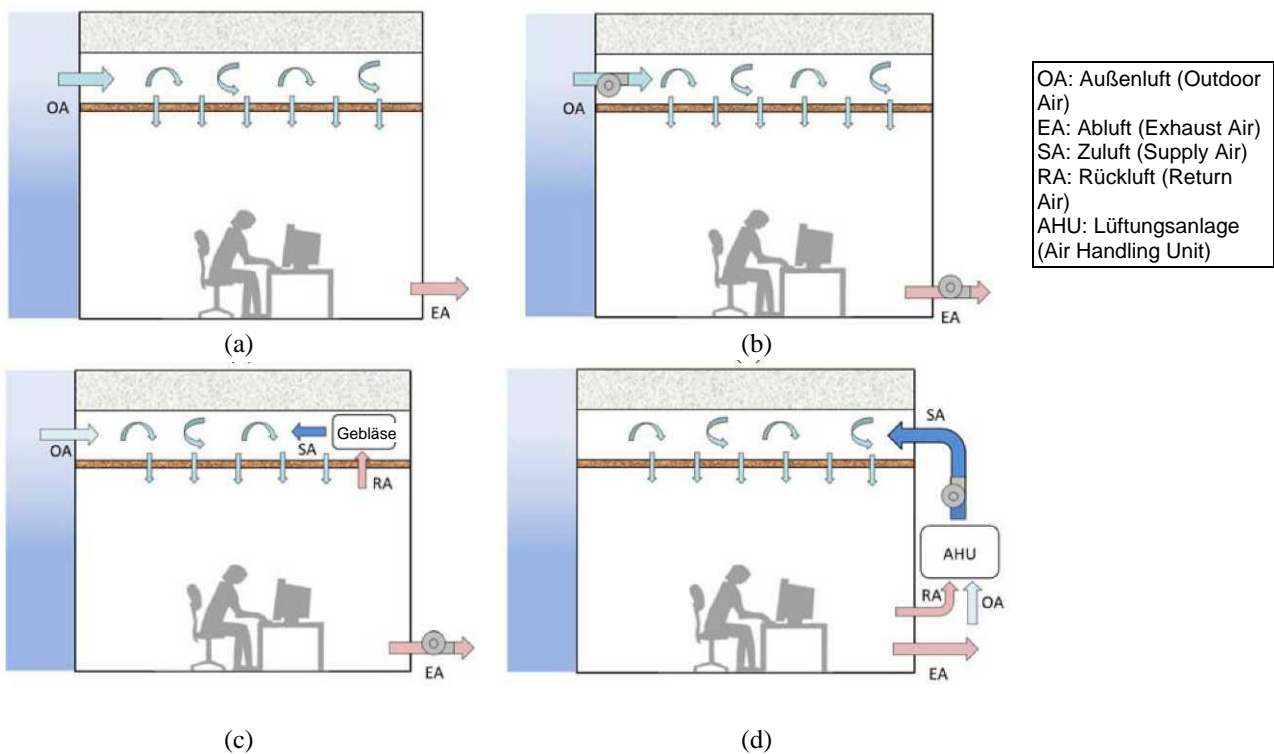 OA
OA
OA: Außenluft (Outdoor
Air)
EA: Abluft (Exhaust Air)
SA: Zuluft (Supply Air)
RA: Rückluft (Return
Air)
AHU: Lüftungsanlage
(Air Handling Unit)
EA
EA
(a)
(b)
OA
SA
Gebläse
RA
EA
SA
AHU
RA
OA
EA
(c)
(d)